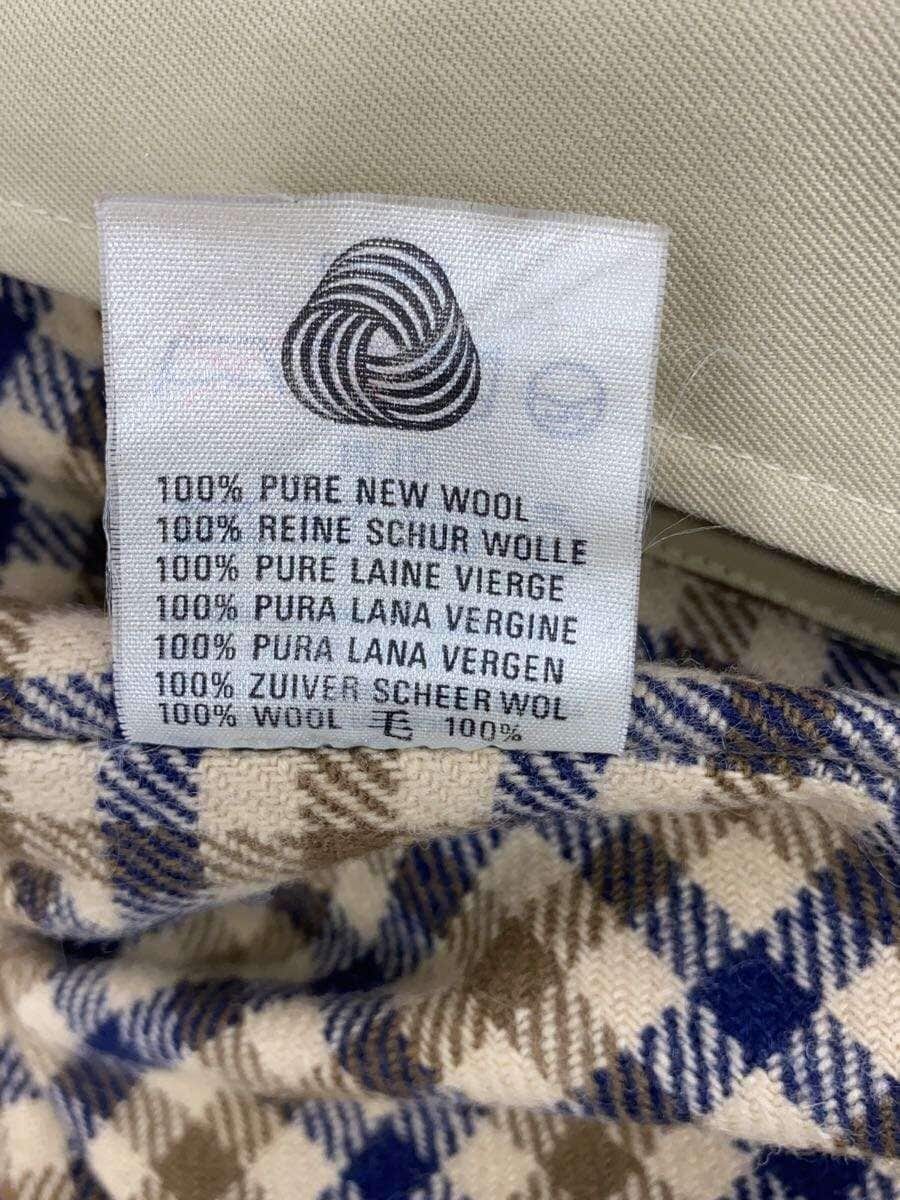 100% PURE NEW WOOL
100% REINE SCHUR WOLLE
100% PURE LAINE VIERGE
100% PURA LANA VERGINE
100% PURA LANA VERGEN
100% ZUIVER SCHEER WOL
100% WOOL 毛 100%